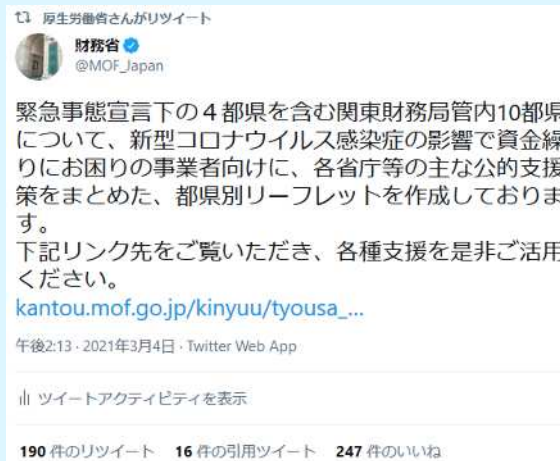 厚生労働省さんがリツイート
財務省
@MOF_Japan
緊急事態宣言下の４都県を含む関東財務局管内10都県
について、新型コロナウイルス感染症の影響で資金繰
りにお困りの事業者向けに、各省庁等の主な公的支援
策をまとめた、都県別リーフレットを作成しておりま
す。
下記リンク先をご覧いただき、各種支援を是非ご活用
ください。
kantou.mof.go.jp/kinyuu/tyousa_...
午後2:13 · 2021年3月4日 · Twitter Web App
ツイートアクティビティを表示
190 件のリツイート 16 件の引用ツイート 247 件のいいね